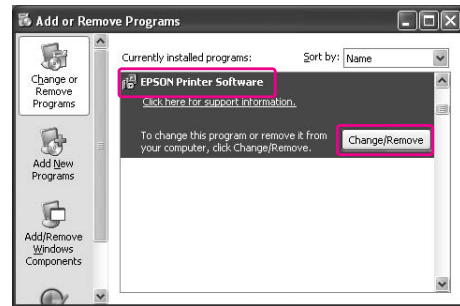 Add or Remove Programs
Currently installed programs:
Sort by: Name
Change or
Remove
Programs
EPSON Printer Software
Click here for support information.
To change this program or remove it from
your computer, click Change/Remove.
Change/Remove
Add New
Programs
Add/Remove
Windows
Components